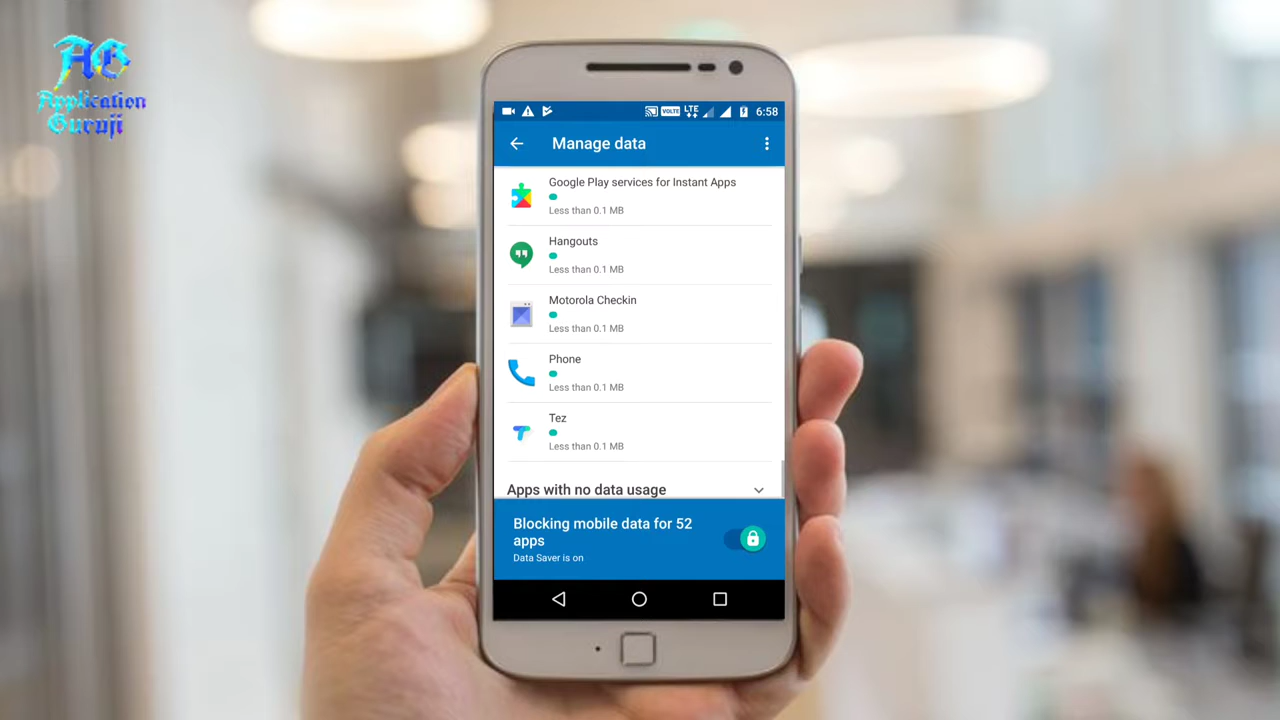 AG
Application
Guruji
VOLTE LTE 6:58
Manage data
Google Play services for Instant Apps
Less than 0.1 MB
Hangouts
Less than 0.1 MB
Motorola Checkin
Less than 0.1 MB
Phone
Less than 0.1 MB
Tez
Less than 0.1 MB
Apps with no data usage
Blocking mobile data for 52
apps
Data Saver is on